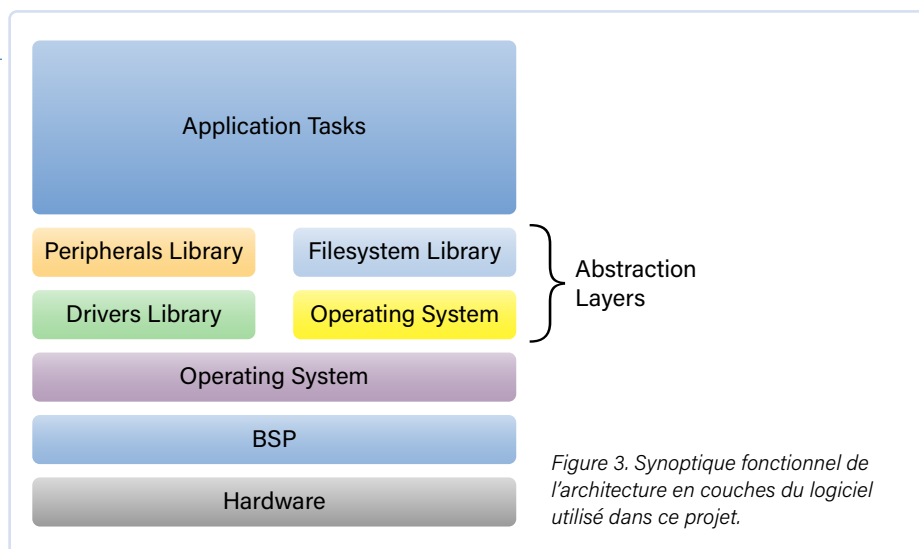 Application Tasks
Peripherals Library
Filesystem Library
Drivers Library
Operating System
Abstraction
Layers
Operating System
BSP
Hardware
Figure 3. Synoptique fonctionnel de
l'architecture en couches du logiciel
utilisé dans ce projet.